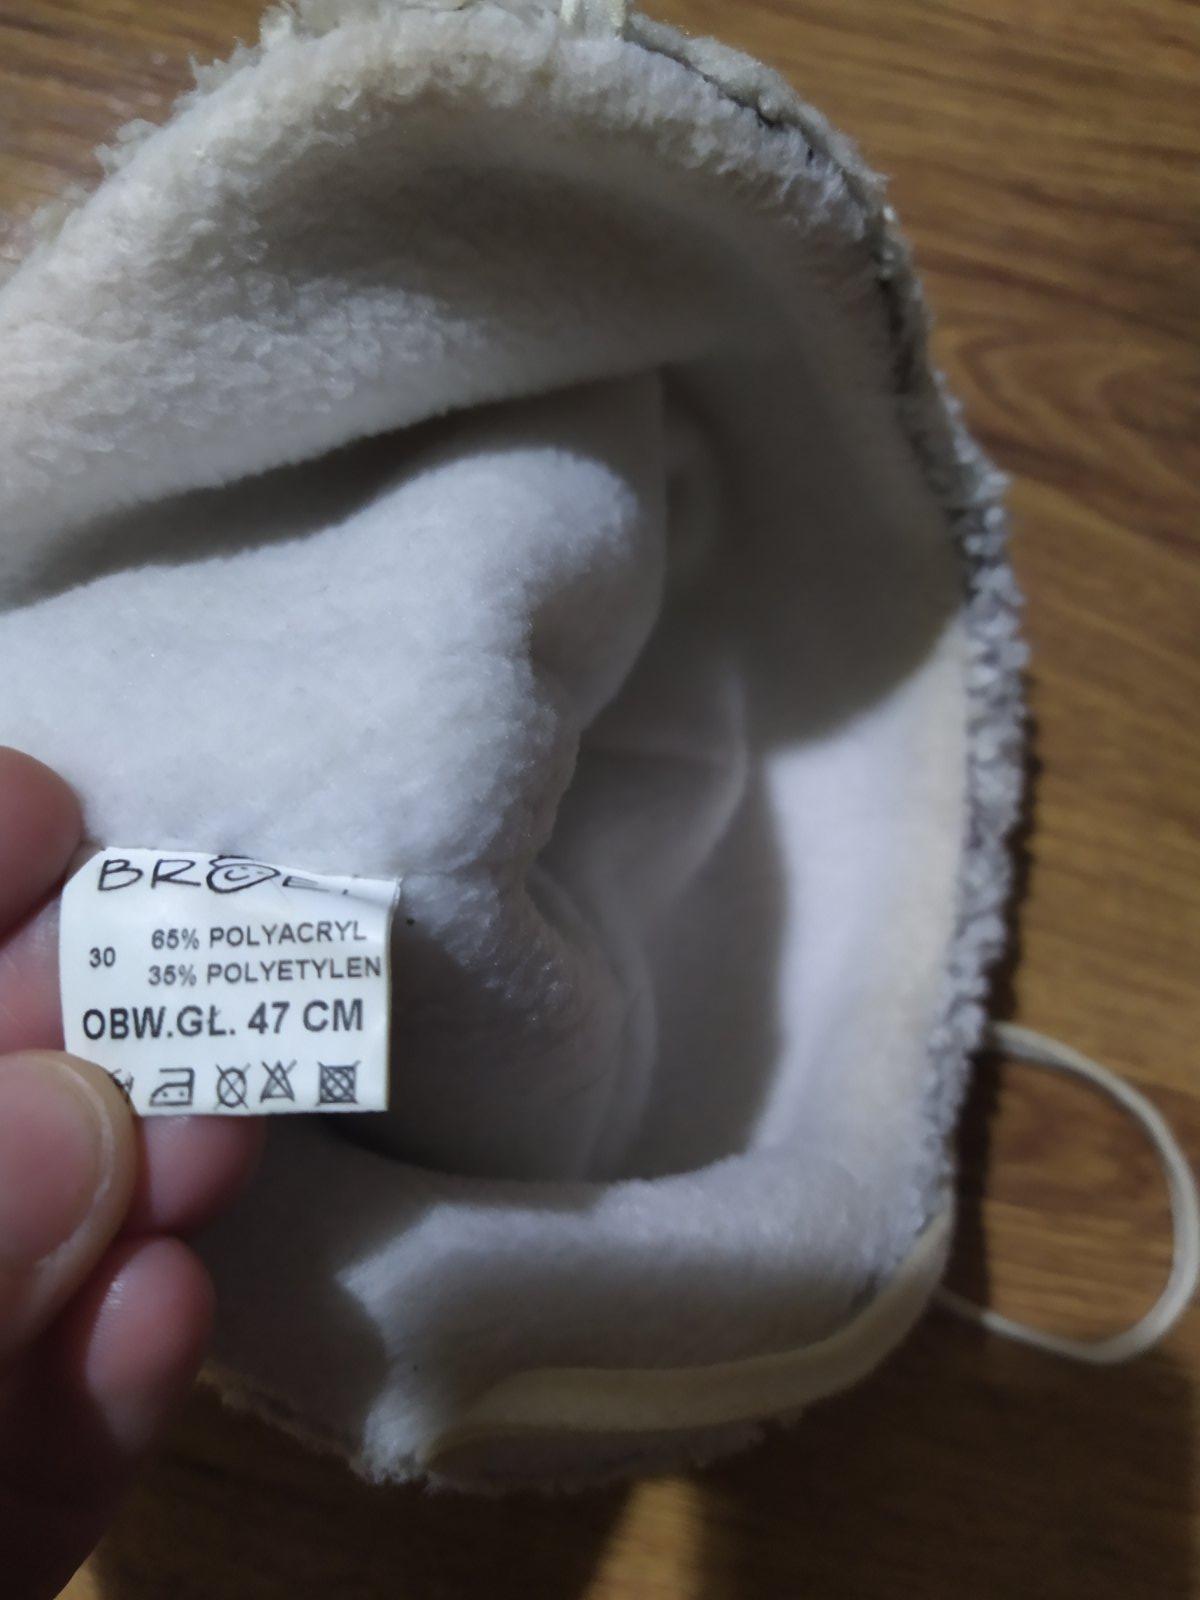 65% POLYACRYL
30 35% POLYETYLEN
OBW.GŁ. 47 CM